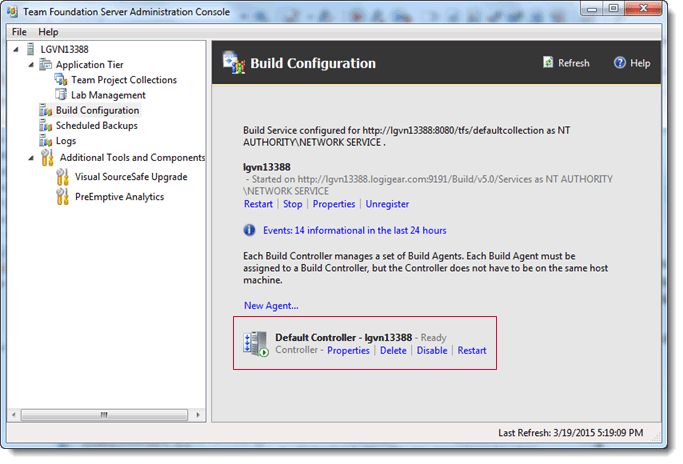 Team Foundation Server Administration Console
File Help
LGVN13388
Application Tier
Team Project Collections
Lab Management
Build Configuration
Scheduled Backups
Logs
Additional Tools and Components
Visual SourceSafe Upgrade
PreEmptive Analytics
Build Configuration
Refresh
Help
Build Service configured for http://lgvn13388:8080/tfs/defaultcollection as NT
AUTHORITY\NETWORK SERVICE .
lgvn13388
- Started on http://lgvn13388.logigear.com:9191/Build/v5.0/Services as NT AUTHORITY
\NETWORK SERVICE
Restart | Stop | Properties | Unregister
Events: 14 informational in the last 24 hours
Each Build Controller manages a set of Build Agents. Each Build Agent must be
assigned to a Build Controller, but the Controller does not have to be on the same host
machine.
New Agent...
Default Controller - lgvn13388 - Ready
Controller - Properties | Delete | Disable | Restart
Last Refresh: 3/19/2015 5:19:09 PM